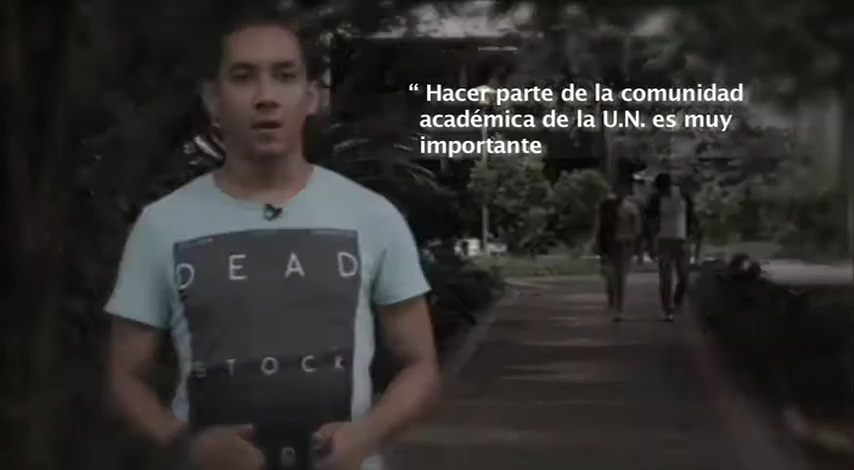 “ Hacer parte de la comunidad
académica de la U.N. es muy
importante
DEAD
STOCK